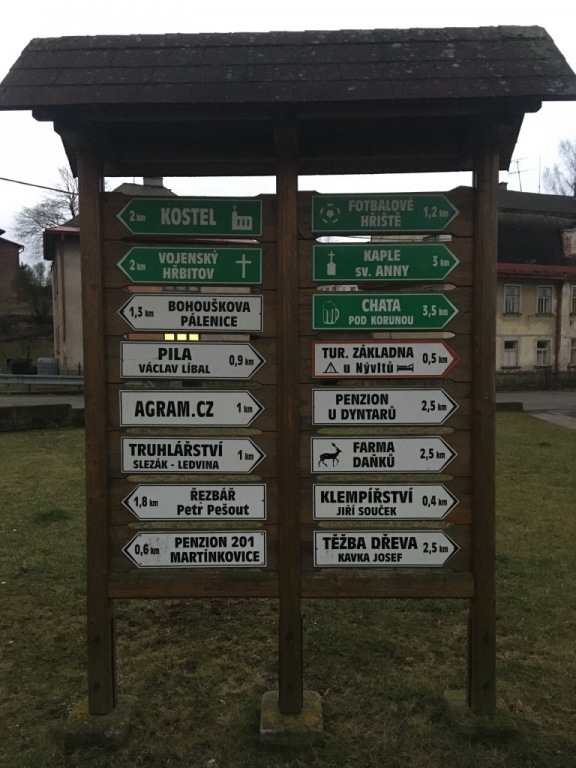 2 km KOSTEL
2 km VOJENSKÝ
HŘBITOV
1,3 km BOHOUŠKOVA
PÁLENICE
PILA
VÁCLAV LÍBAL 0,9 km
AGRAM.CZ 1 km
TRUHLÁŘSTVÍ
SLEZÁK - LEDVINA 1 km
1,8 km ŘEZBÁŘ
Petr Pešout
0,6 km PENZION 201
MARTÍNKOVICE
FOTBALOVÉ
HŘIŠTĚ 1,2 km
KAPLE
SV. ANNY 3 km
CHATA
POD KORUNOU 3,5 km
TUR. ZÁKLADNA
u Nývltů 0,5 km
PENZION
U DYNTARŮ 2,5 km
FARMA
DAŇKŮ 2,5 km
KLEMPÍŘSTVÍ
JIŘÍ SOUČEK 0,4 km
TĚŽBA DŘEVA
KAVKA JOSEF 2,5 km